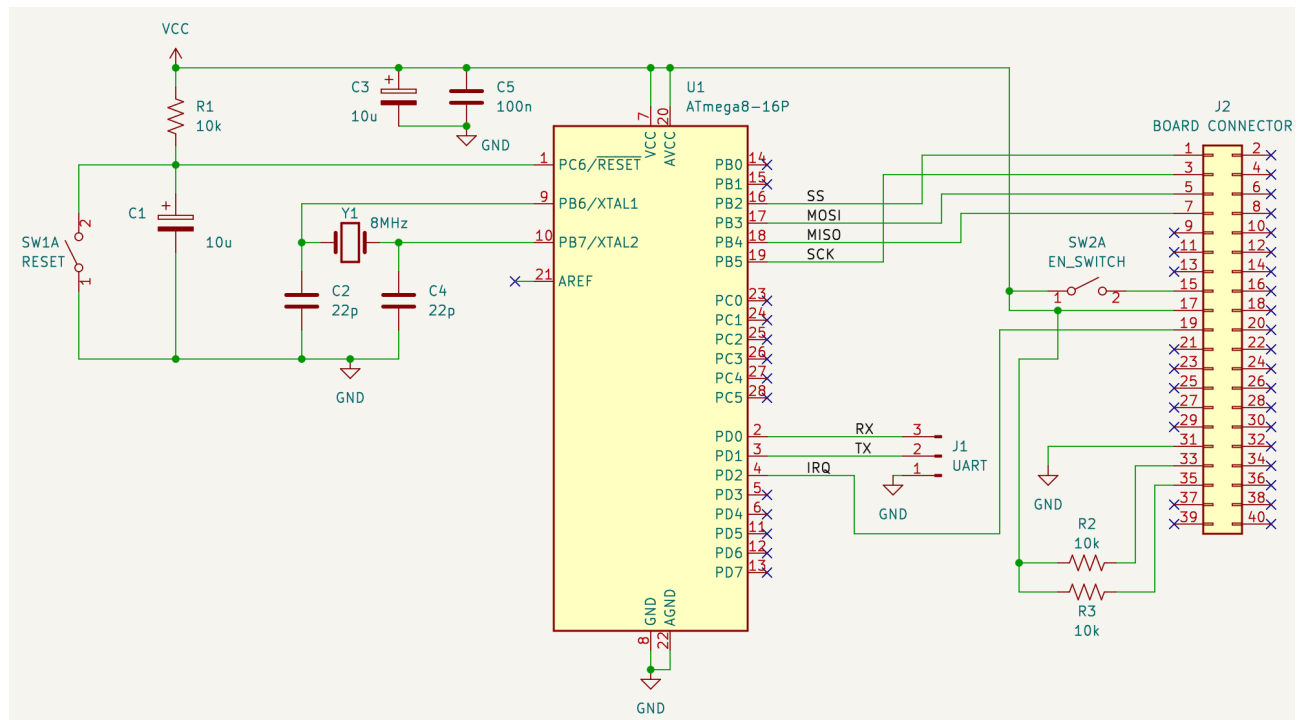 VCC
R1
10k
C3
+
10u
C5
100n
GND
U1
ATmega8-16P
7
20
VCC
AVCC
1
PC6/RESET
9
PB6/XTAL1
10
PB7/XTAL2
21
AREF
Y1
8MHz
C1
+
10u
SW1A
RESET
2
1
C2
22p
C4
22p
GND
PB0
14
PB1
15
PB2
16
SS
PB3
17
MOSI
PB4
18
MISO
PB5
19
SCK
PC0
23
PC1
24
PC2
25
PC3
26
PC4
27
PC5
28
PD0
2
RX
3
PD1
3
TX
2
PD2
4
IRQ
1
J1
UART
GND
PD3
5
PD4
6
PD5
11
PD6
12
PD7
13
GND
AGND
8
22
GND
J2
BOARD CONNECTOR
1
2
3
4
5
6
7
8
9
10
11
12
13
14
15
16
17
18
19
20
21
22
23
24
25
26
27
28
29
30
31
32
33
34
35
36
37
38
39
40
SW2A
EN_SWITCH
1
2
GND
R2
10k
R3
10k